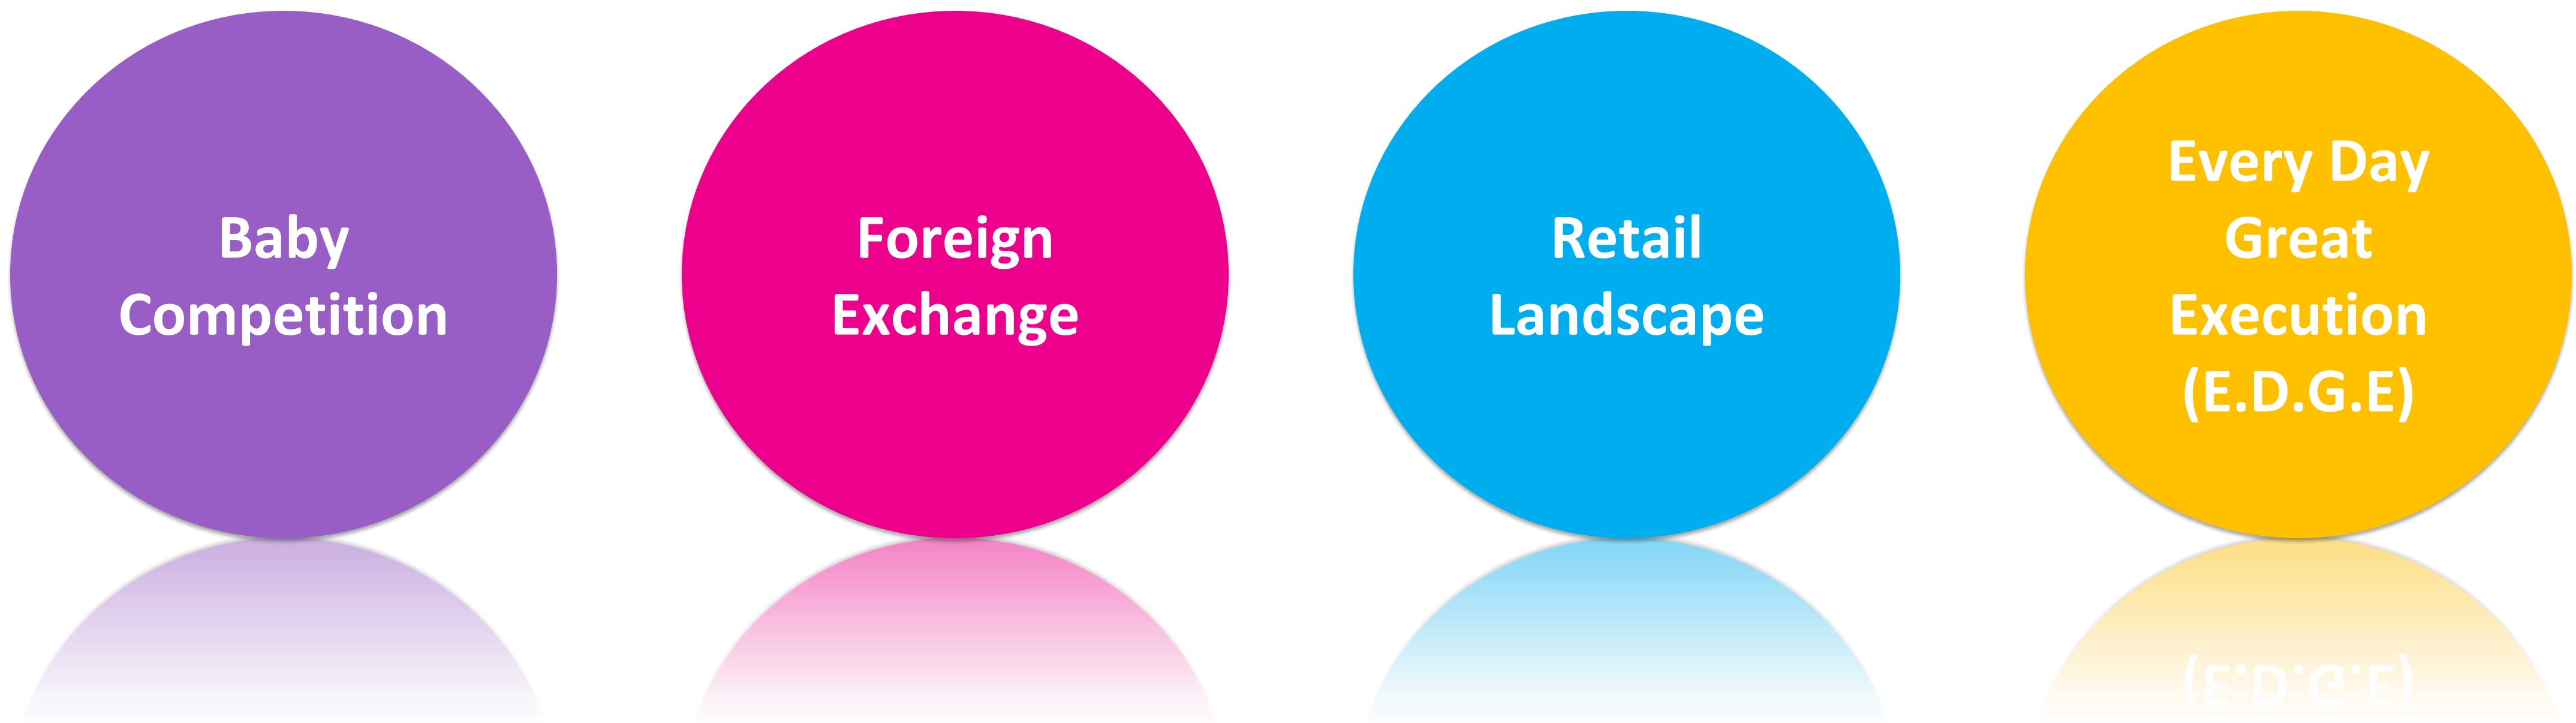 Baby
Competition
Foreign
Exchange
Retail
Landscape
Every Day
Great
Execution
(E.D.G.E)